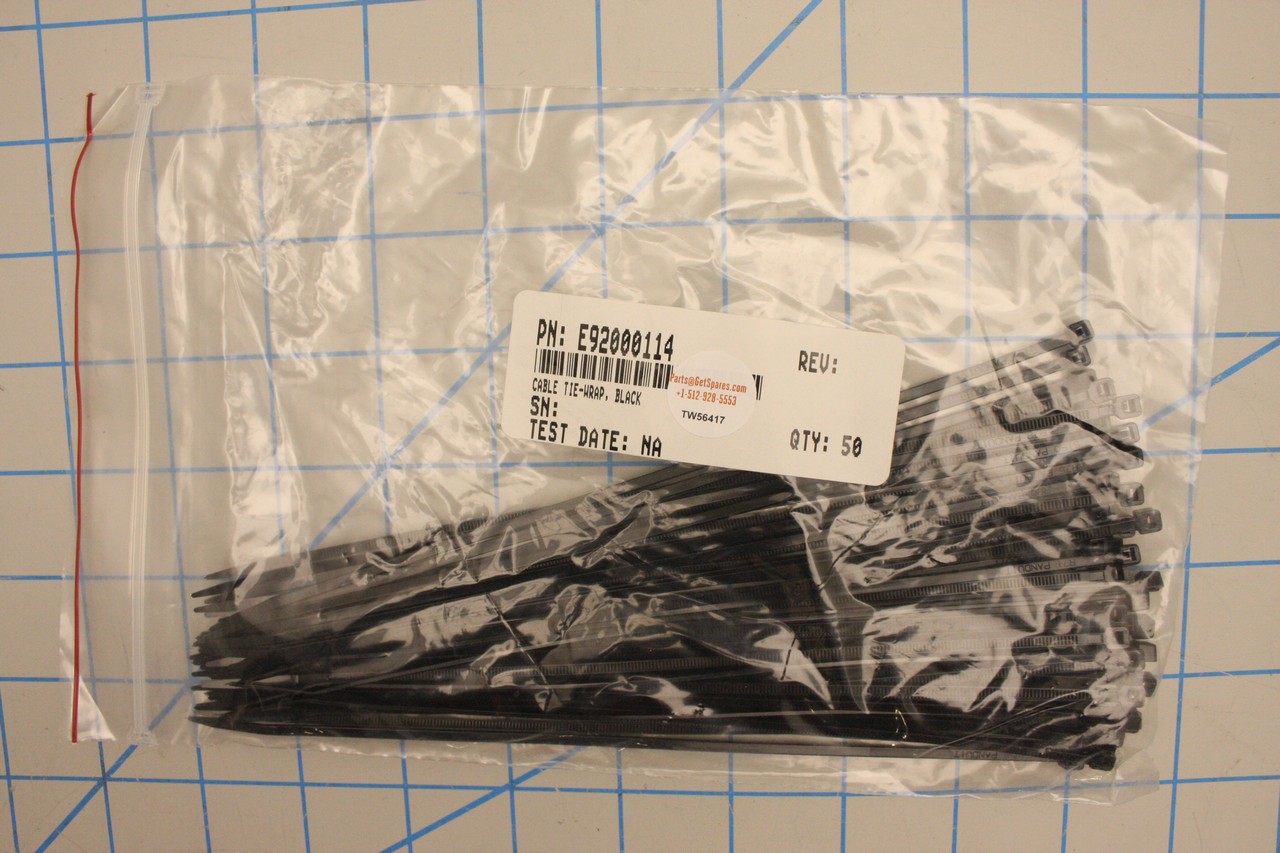 PN: E92000114
REV:
CABLE TIE-WRAP, BLACK
SN:
TEST DATE: NA
QTY: 50
Parts@GetSpares.com
+1-512-928-5553
TW56417